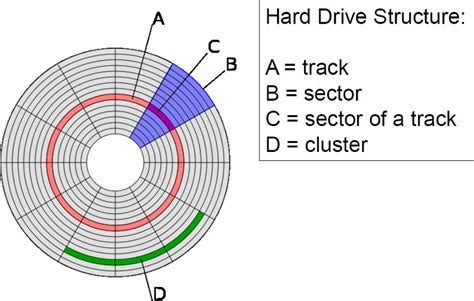 A
C
B
D
Hard Drive Structure:
A = track
B = sector
C = sector of a track
D = cluster